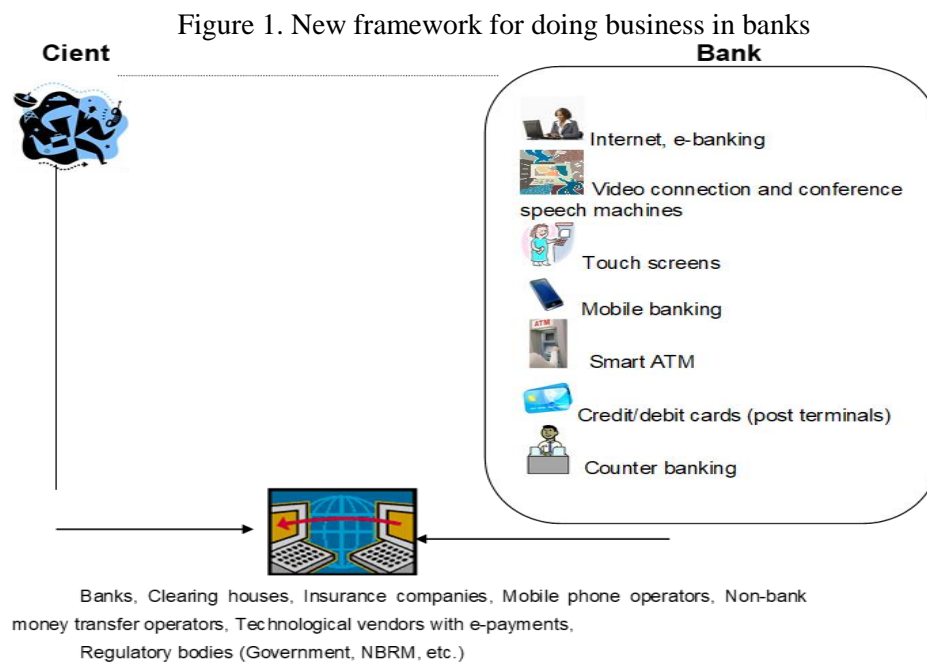 Figure 1. New framework for doing business in banks
Cient
Bank
Internet, e-banking
Video connection and conference
speech machines
Touch screens
Mobile banking
ATM
Smart ATM
Credit/debit cards (post terminals)
Counter banking
Banks, Clearing houses, Insurance companies, Mobile phone operators, Non-bank
money transfer operators, Technological vendors with e-payments,
Regulatory bodies (Government, NBRM, etc.)